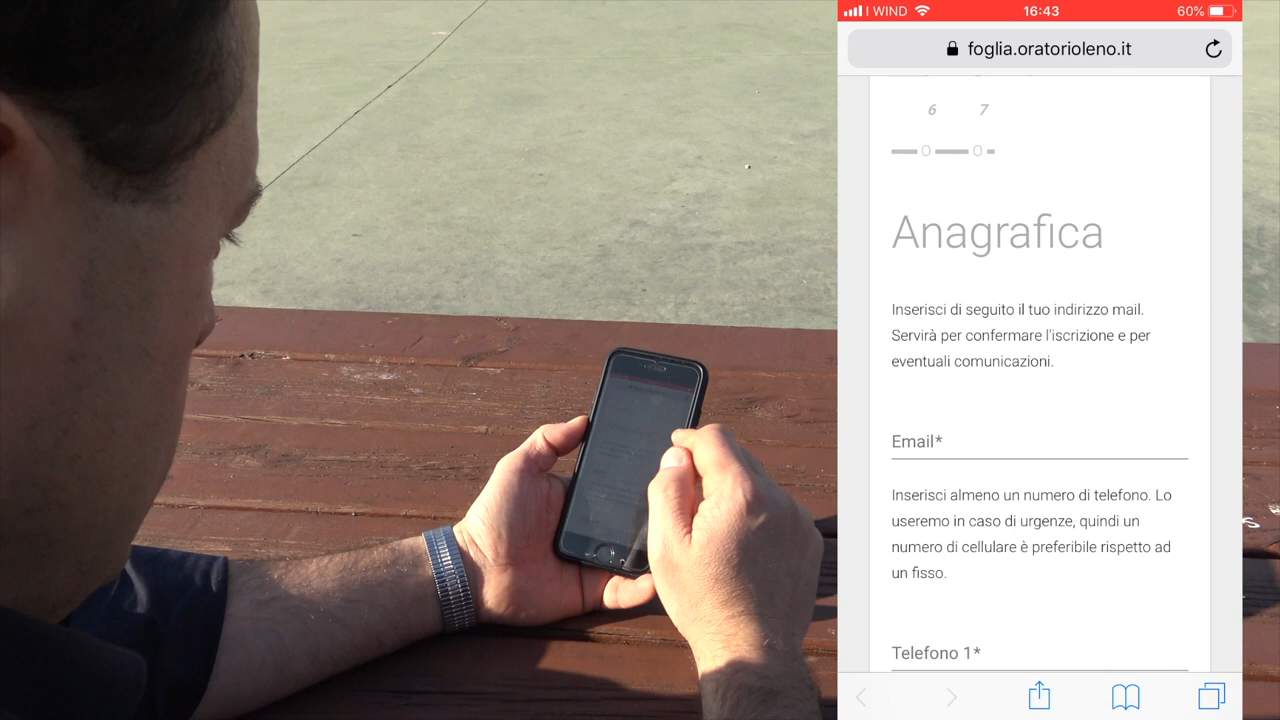 I WIND 16:43 60%
foglia.oratorioleno.it
6 7
Anagrafica
Inserisci di seguito il tuo indirizzo mail.
Servirà per confermare l'iscrizione e per
eventuali comunicazioni.
Email*
Inserisci almeno un numero di telefono. Lo
useremo in caso di urgenze, quindi un
numero di cellulare è preferibile rispetto ad
un fisso.
Telefono 1*